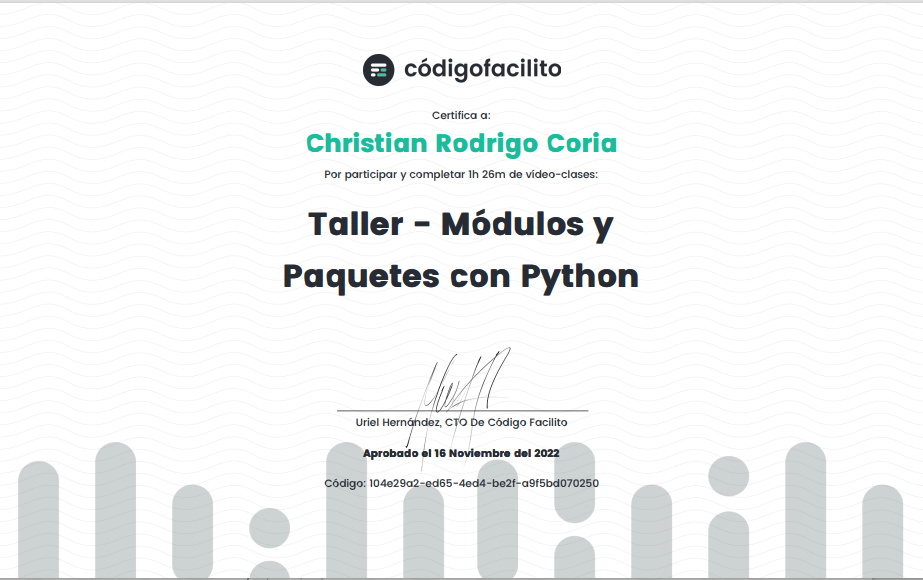 códigofacilito
Certifica a:
Christian Rodrigo Coria
Por participar y completar 1h 26m de vídeo-clases:
Taller - Módulos y
Paquetes con Python
Uriel Hernández, CTO De Código Facilito
Aprobado el 16 Noviembre del 2022
Código: 104e29a2-ed65-4ed4-be2f-a9f5bd070250